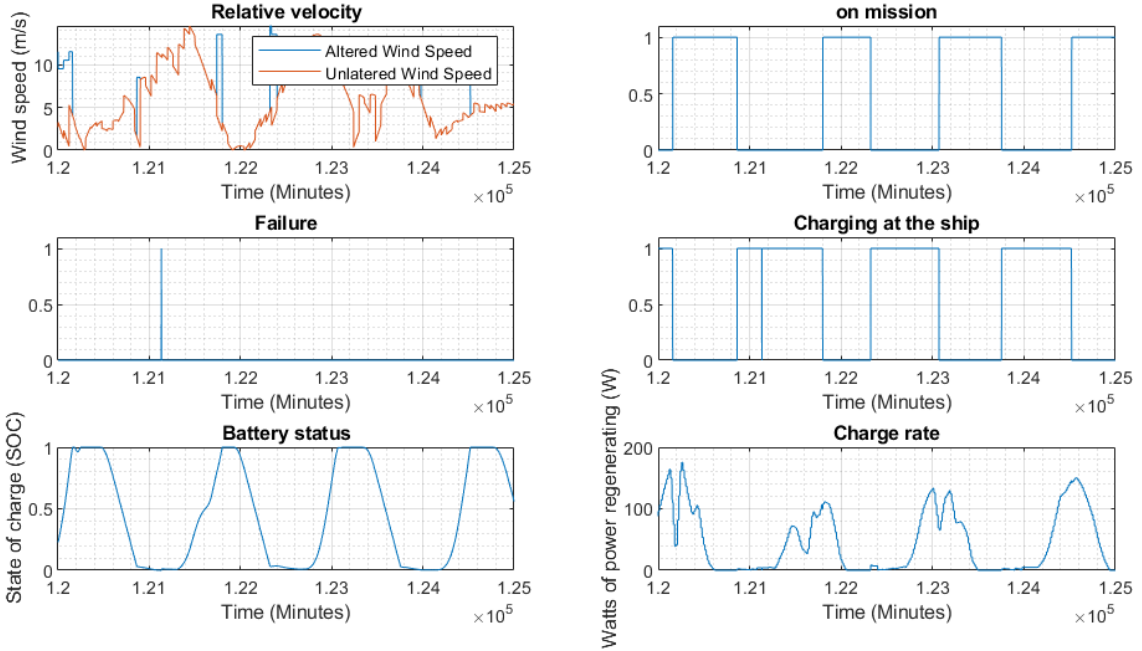 Relative velocity
Wind speed (m/s)
10
5
0
Altered Wind Speed
Unlatered Wind Speed
1.2 1.21 1.22 1.23 1.24 1.25
Time (Minutes)
×10^5
on mission
1
0.5
0
1.2 1.21 1.22 1.23 1.24 1.25
Time (Minutes)
×10^5
Failure
1
0.5
0
1.2 1.21 1.22 1.23 1.24 1.25
Time (Minutes)
×10^5
Charging at the ship
1
0.5
0
1.2 1.21 1.22 1.23 1.24 1.25
Time (Minutes)
×10^5
Battery status
State of charge (SOC)
1
0.5
0
1.2 1.21 1.22 1.23 1.24 1.25
Time (Minutes)
×10^5
Charge rate
Watts of power regenerating (W)
200
100
0
1.2 1.21 1.22 1.23 1.24 1.25
Time (Minutes)
×10^5